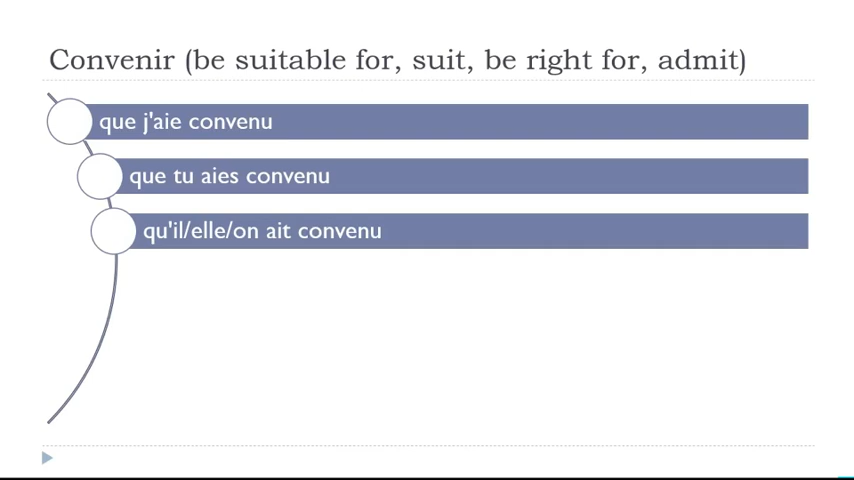 Convenir (be suitable for, suit, be right for, admit)
que j'aie convenu
que tu aies convenu
qu'il/elle/on ait convenu